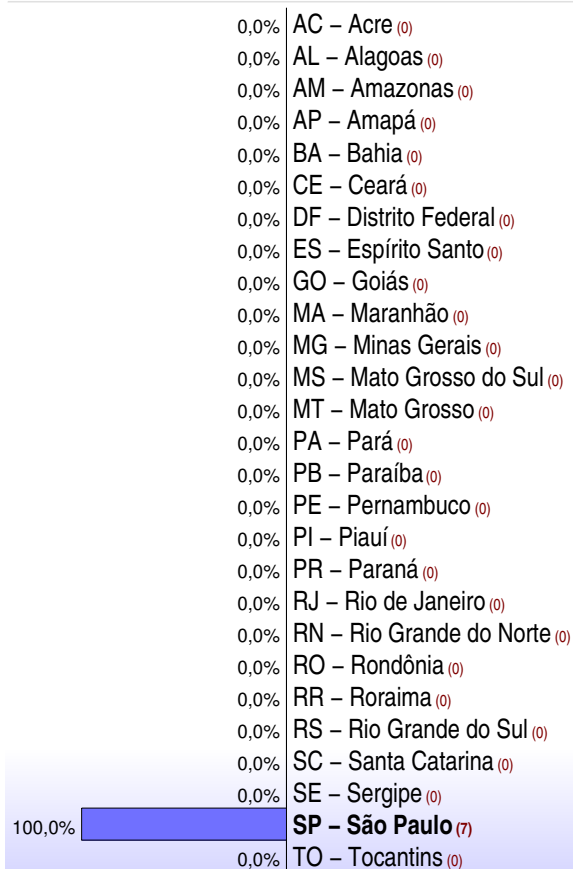 0,0% AC – Acre (0)
0,0% AL – Alagoas (0)
0,0% AM – Amazonas (0)
0,0% AP – Amapá (0)
0,0% BA – Bahia (0)
0,0% CE – Ceará (0)
0,0% DF – Distrito Federal (0)
0,0% ES – Espírito Santo (0)
0,0% GO – Goiás (0)
0,0% MA – Maranhão (0)
0,0% MG – Minas Gerais (0)
0,0% MS – Mato Grosso do Sul (0)
0,0% MT – Mato Grosso (0)
0,0% PA – Pará (0)
0,0% PB – Paraíba (0)
0,0% PE – Pernambuco (0)
0,0% PI – Piauí (0)
0,0% PR – Paraná (0)
0,0% RJ – Rio de Janeiro (0)
0,0% RN – Rio Grande do Norte (0)
0,0% RO – Rondônia (0)
0,0% RR – Roraima (0)
0,0% RS – Rio Grande do Sul (0)
0,0% SC – Santa Catarina (0)
0,0% SE – Sergipe (0)
100,0% SP – São Paulo (7)
0,0% TO – Tocantins (0)